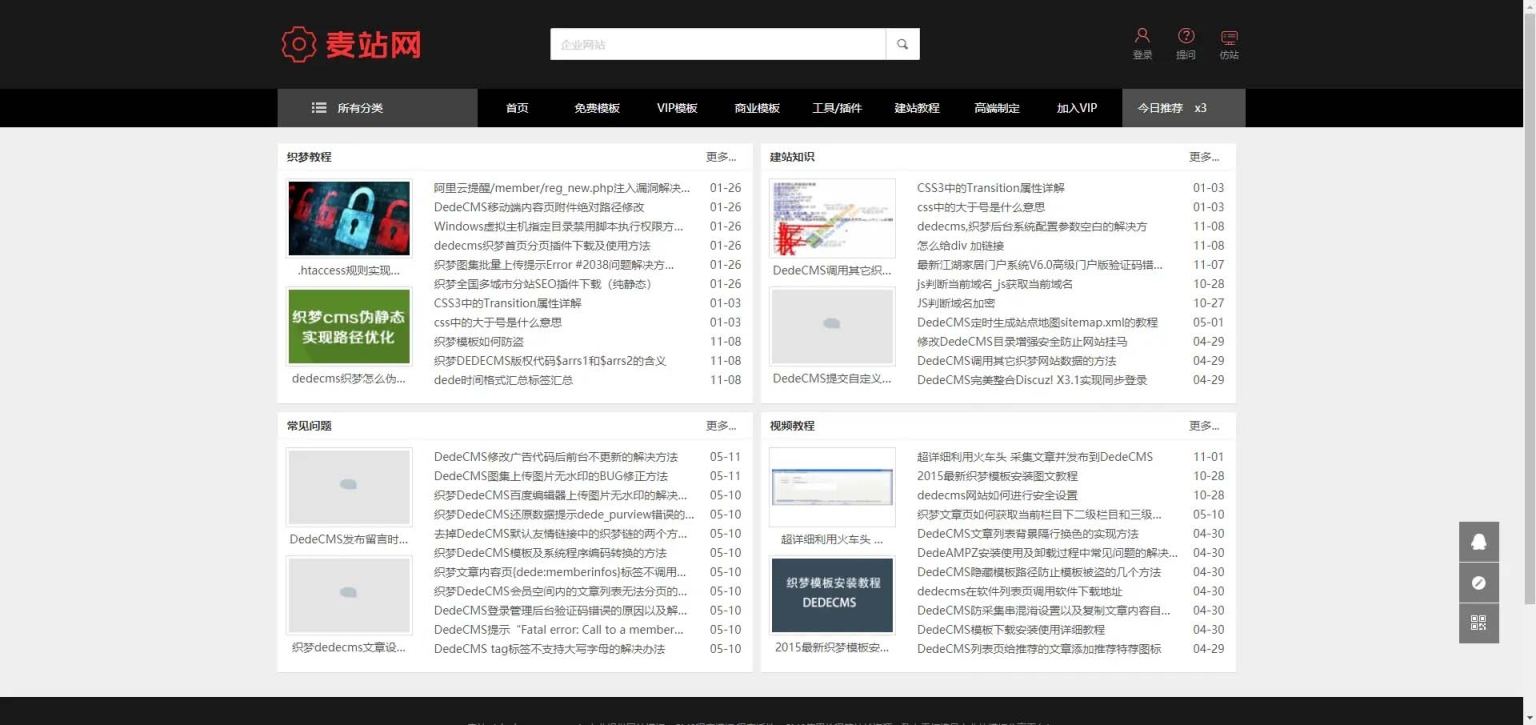 麦站网
企业网站
登录
提问
仿站
所有分类
首页
免费模板
VIP模板
商业模板
工具/插件
建站教程
高端制定
加入VIP
今日推荐 x3
织梦教程 更多...
.htaccess规则实现...
织梦cms伪静态
实现路径优化
dedecms织梦怎么伪...
阿里云提醒/member/reg_new.php注入漏洞解决... 01-26
DedeCMS移动端内容页附件绝对路径修改 01-26
Windows虚拟主机指定目录禁用脚本执行权限方... 01-26
dedecms织梦首页分页插件下载及使用方法 01-26
织梦图集批量上传提示Error #2038问题解决方... 01-26
织梦全国多城市分站SEO插件下载（纯静态） 01-26
CSS3中的Transition属性详解 01-03
css中的大于号是什么意思 01-03
织梦模板如何防盗 11-08
织梦DEDECMS版权代码$arrs1和$arrs2的含义 11-08
dede时间格式汇总标签汇总 11-08
建站知识 更多...
DedeCMS调用其它织...
DedeCMS提交自定义...
CSS3中的Transition属性详解 01-03
css中的大于号是什么意思 01-03
dedecms,织梦后台系统配置参数空白的解决方 11-08
怎么给div 加链接 11-08
最新江湖家居门户系统V6.0高级门户版验证码错... 11-07
js判断当前域名_js获取当前域名 10-28
JS判断域名加密 10-27
DedeCMS定时生成站点地图sitemap.xml的教程 05-01
修改DedeCMS目录增强安全防止网站挂马 04-29
DedeCMS调用其它织梦网站数据的方法 04-29
DedeCMS完美整合Discuz! X3.1实现同步登录 04-29
常见问题 更多...
DedeCMS发布留言时...
织梦dedecms文章设...
DedeCMS修改广告代码后前台不更新的解决方法 05-11
DedeCMS图集上传图片无水印的BUG修正方法 05-11
织梦DedeCMS百度编辑器上传图片无水印的解决... 05-10
织梦DedeCMS还原数据提示dede_purview错误的... 05-10
去掉DedeCMS默认友情链接中的织梦链的两个方... 05-10
织梦DedeCMS模板及系统程序编码转换的方法 05-10
织梦文章内容页{dede:memberinfos}标签不调用... 05-10
织梦DedeCMS会员空间内的文章列表无法分页的... 05-10
DedeCMS登录管理后台验证码错误的原因以及解... 05-10
DedeCMS提示“Fatal error: Call to a member... 05-10
DedeCMS tag标签不支持大写字母的解决办法 05-10
视频教程 更多...
超详细利用火车头 ...
织梦模板安装教程
DEDECMS
2015最新织梦模板安...
超详细利用火车头 采集文章并发布到DedeCMS 11-01
2015最新织梦模板安装图文教程 10-28
dedecms网站如何进行安全设置 10-28
织梦文章页如何获取当前栏目下二级栏目和三级... 05-10
DedeCMS文章列表背景隔行换色的实现方法 04-30
DedeAMPZ安装使用及卸载过程中常见问题的解决... 04-30
DedeCMS隐藏模板路径防止模板被盗的几个方法 04-30
dedecms在软件列表页调用软件下载地址 04-30
DedeCMS防采集串混淆设置以及复制文章内容自... 04-30
DedeCMS模板下载安装使用详细教程 04-30
DedeCMS列表页给推荐的文章添加推荐特荐图标 04-29